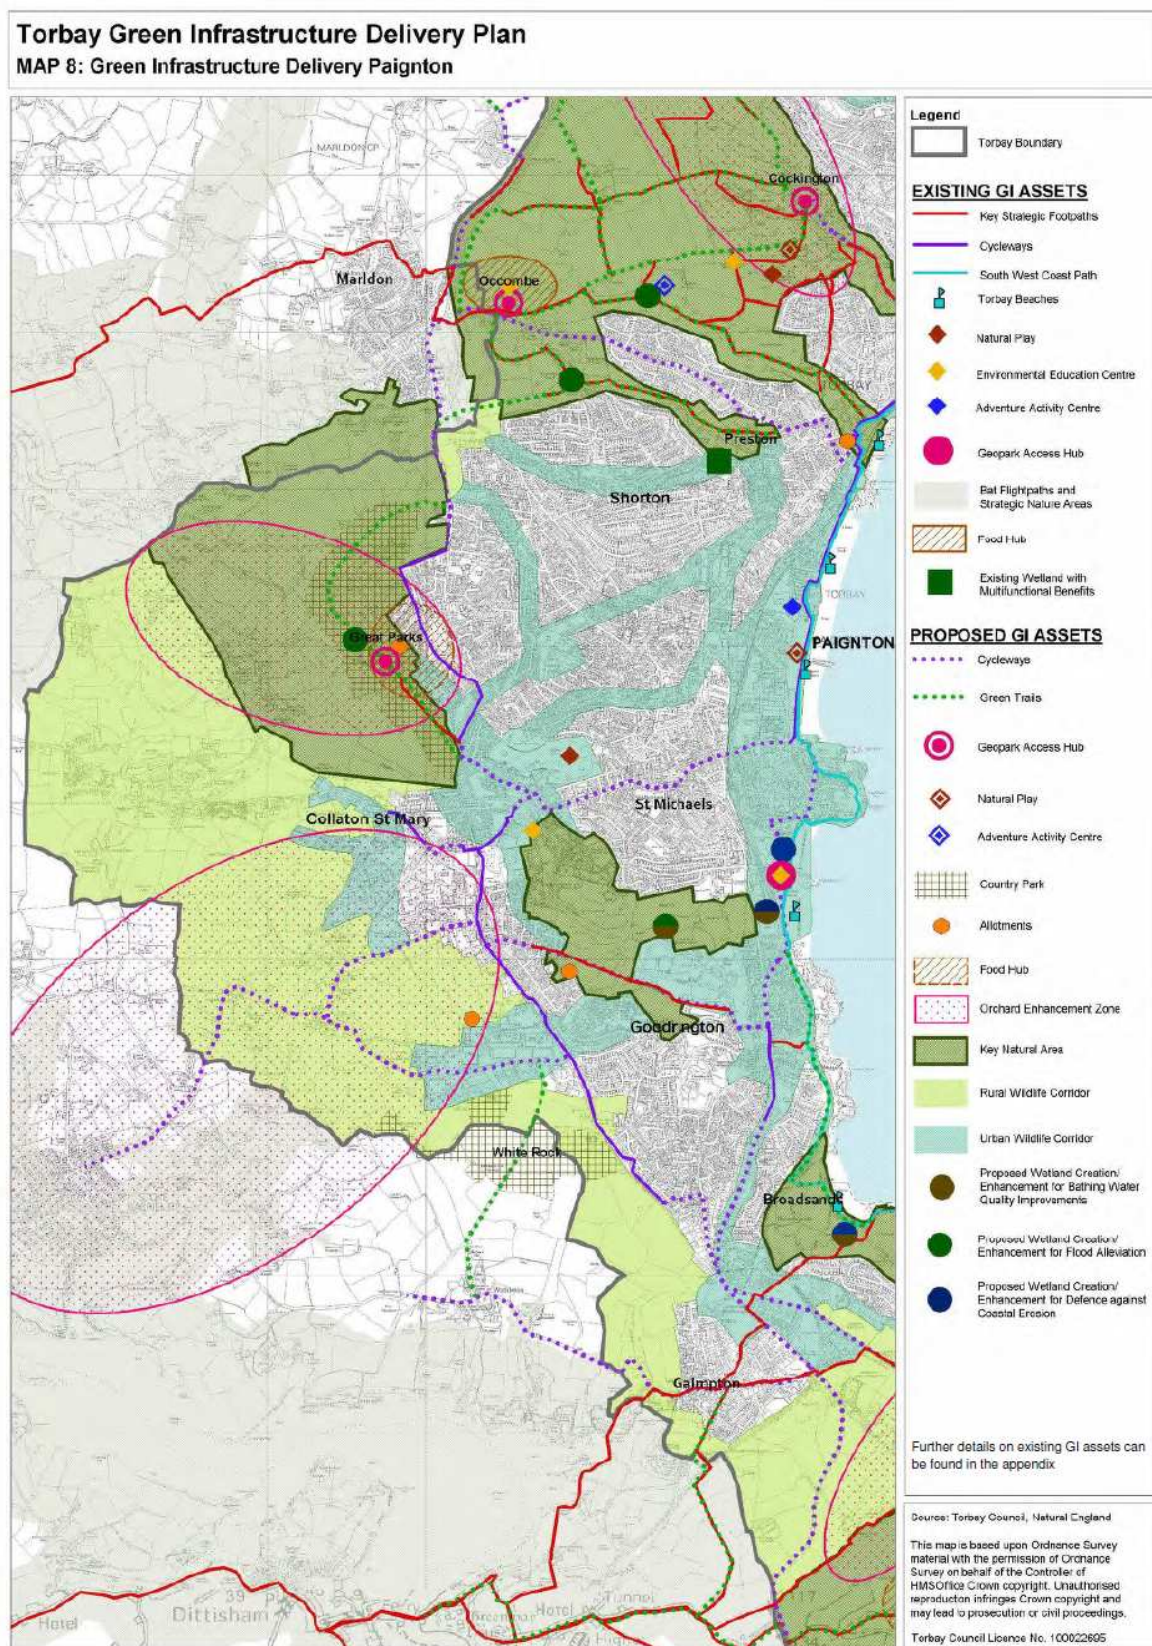 Torbay Green Infrastructure Delivery Plan
MAP 8: Green Infrastructure Delivery Paignton
MARLDON CP
Cockington
Marldon
Occombe
TORBAY
Preston
Shorton
TORBAY
Great Parks
PAIGNTON
St Michaels
Collaton St Mary
Goodrington
White Rock
Broadsands
Galmpton
Hotel
Dittisham
39
Hotel
Tunnel
17
Legend
Torbay Boundary
EXISTING GI ASSETS
Key Strategic Footpaths
Cycleways
South West Coast Path
Torbay Beaches
Natural Play
Environmental Education Centre
Adventure Activity Centre
Geopark Access Hub
Bat Flightpaths and
Strategic Nature Areas
Food Hub
Existing Wetland with
Multifunctional Benefits
PROPOSED GI ASSETS
Cycleways
Green Trails
Geopark Access Hub
Natural Play
Adventure Activity Centre
Country Park
Allotments
Food Hub
Orchard Enhancement Zone
Key Natural Area
Rural Wildlife Corridor
Urban Wildlife Corridor
Proposed Wetland Creation/
Enhancement for Bathing Water
Quality Improvements
Proposed Wetland Creation/
Enhancement for Flood Alleviation
Proposed Wetland Creation/
Enhancement for Defence against
Coastal Erosion
Further details on existing GI assets can
be found in the appendix
Source: Torbay Council, Natural England
This map is based upon Ordnance Survey
material with the permission of Ordnance
Survey on behalf of the Controller of
HMSOffice Crown copyright. Unauthorised
reproduction infringes Crown copyright and
may lead to prosecution or civil proceedings.
Torbay Council Licence No. 100022695